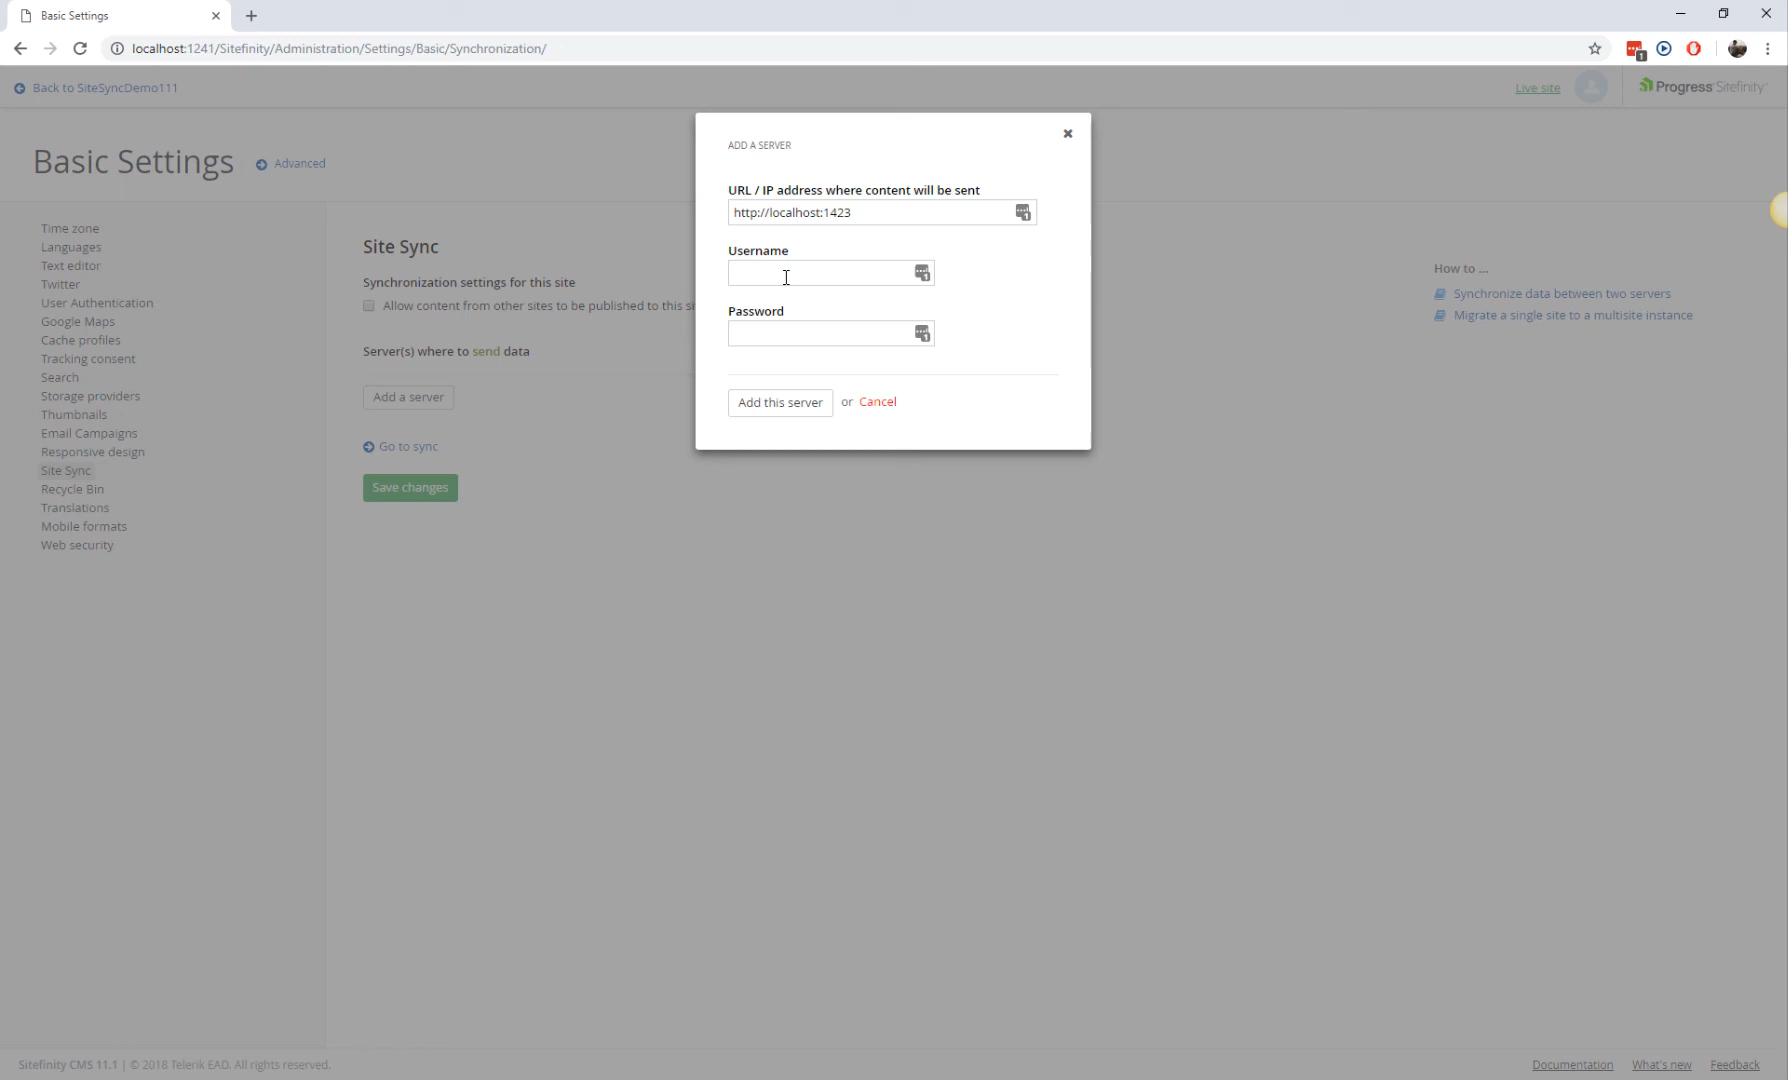 Basic Settings
localhost:1241/Sitefinity/Administration/Settings/Basic/Synchronization/
1
Back to SiteSyncDemo111
Live site
Progress Sitefinity
Basic Settings
Advanced
Time zone
Languages
Text editor
Twitter
User Authentication
Google Maps
Cache profiles
Tracking consent
Search
Storage providers
Thumbnails
Email Campaigns
Responsive design
Site Sync
Recycle Bin
Translations
Mobile formats
Web security
Site Sync
Synchronization settings for this site
Allow content from other sites to be published to this si
Server(s) where to send data
Add a server
Go to sync
Save changes
ADD A SERVER
URL / IP address where content will be sent
http://localhost:1423
1
Username
1
Password
1
Add this server or Cancel
How to ...
Synchronize data between two servers
Migrate a single site to a multisite instance
Sitefinity CMS 11.1 | © 2018 Telerik EAD. All rights reserved.
Documentation
What's new
Feedback